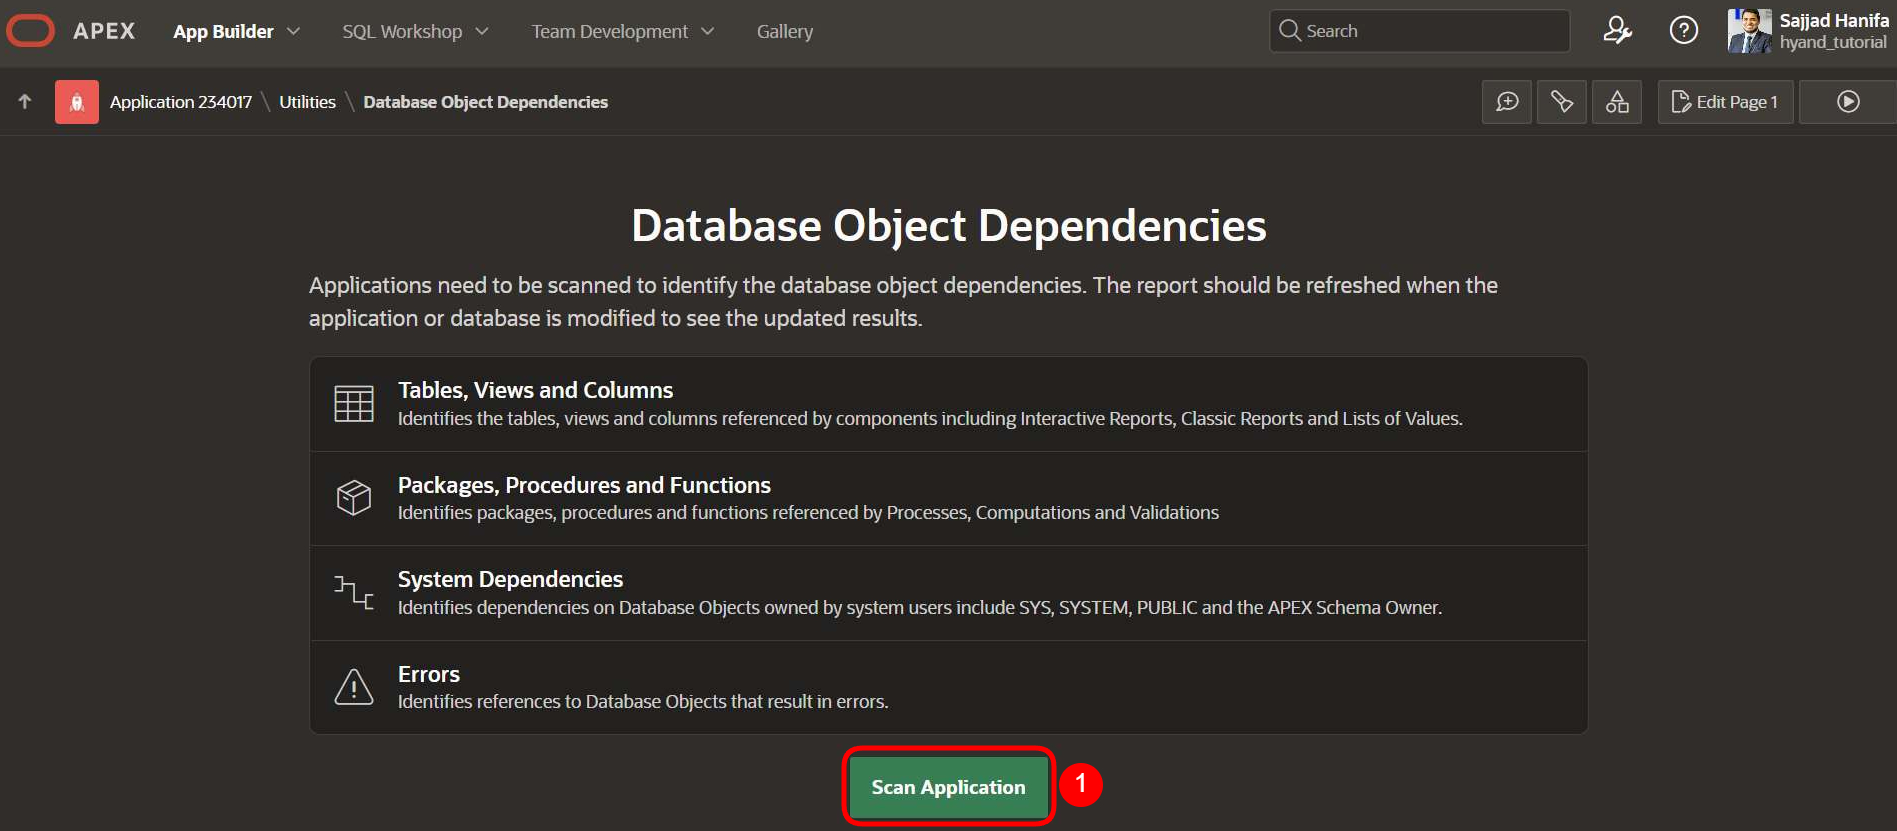 APEX App Builder SQL Workshop Team Development Gallery Search Sajjad Hanifa
hyand_tutorial
Application 234017 \ Utilities \ Database Object Dependencies Edit Page 1
Database Object Dependencies
Applications need to be scanned to identify the database object dependencies. The report should be refreshed when the
application or database is modified to see the updated results.
Tables, Views and Columns
Identifies the tables, views and columns referenced by components including Interactive Reports, Classic Reports and Lists of Values.
Packages, Procedures and Functions
Identifies packages, procedures and functions referenced by Processes, Computations and Validations
System Dependencies
Identifies dependencies on Database Objects owned by system users include SYS, SYSTEM, PUBLIC and the APEX Schema Owner.
Errors
Identifies references to Database Objects that result in errors.
Scan Application 1